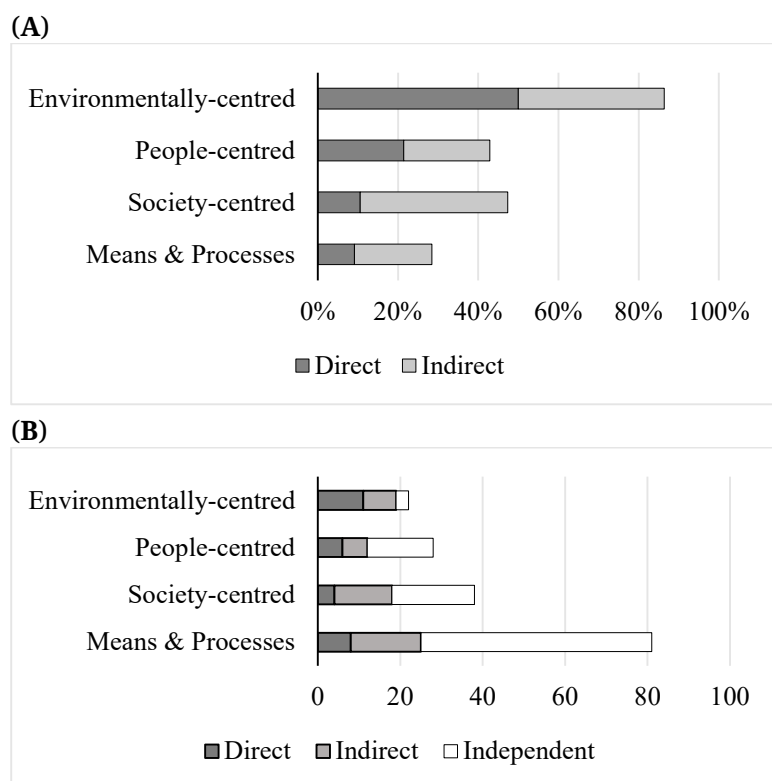 (A)
Environmentally-centred
People-centred
Society-centred
Means & Processes
0% 20% 40% 60% 80% 100%
Direct Indirect
(B)
Environmentally-centred
People-centred
Society-centred
Means & Processes
0 20 40 60 80 100
Direct Indirect Independent